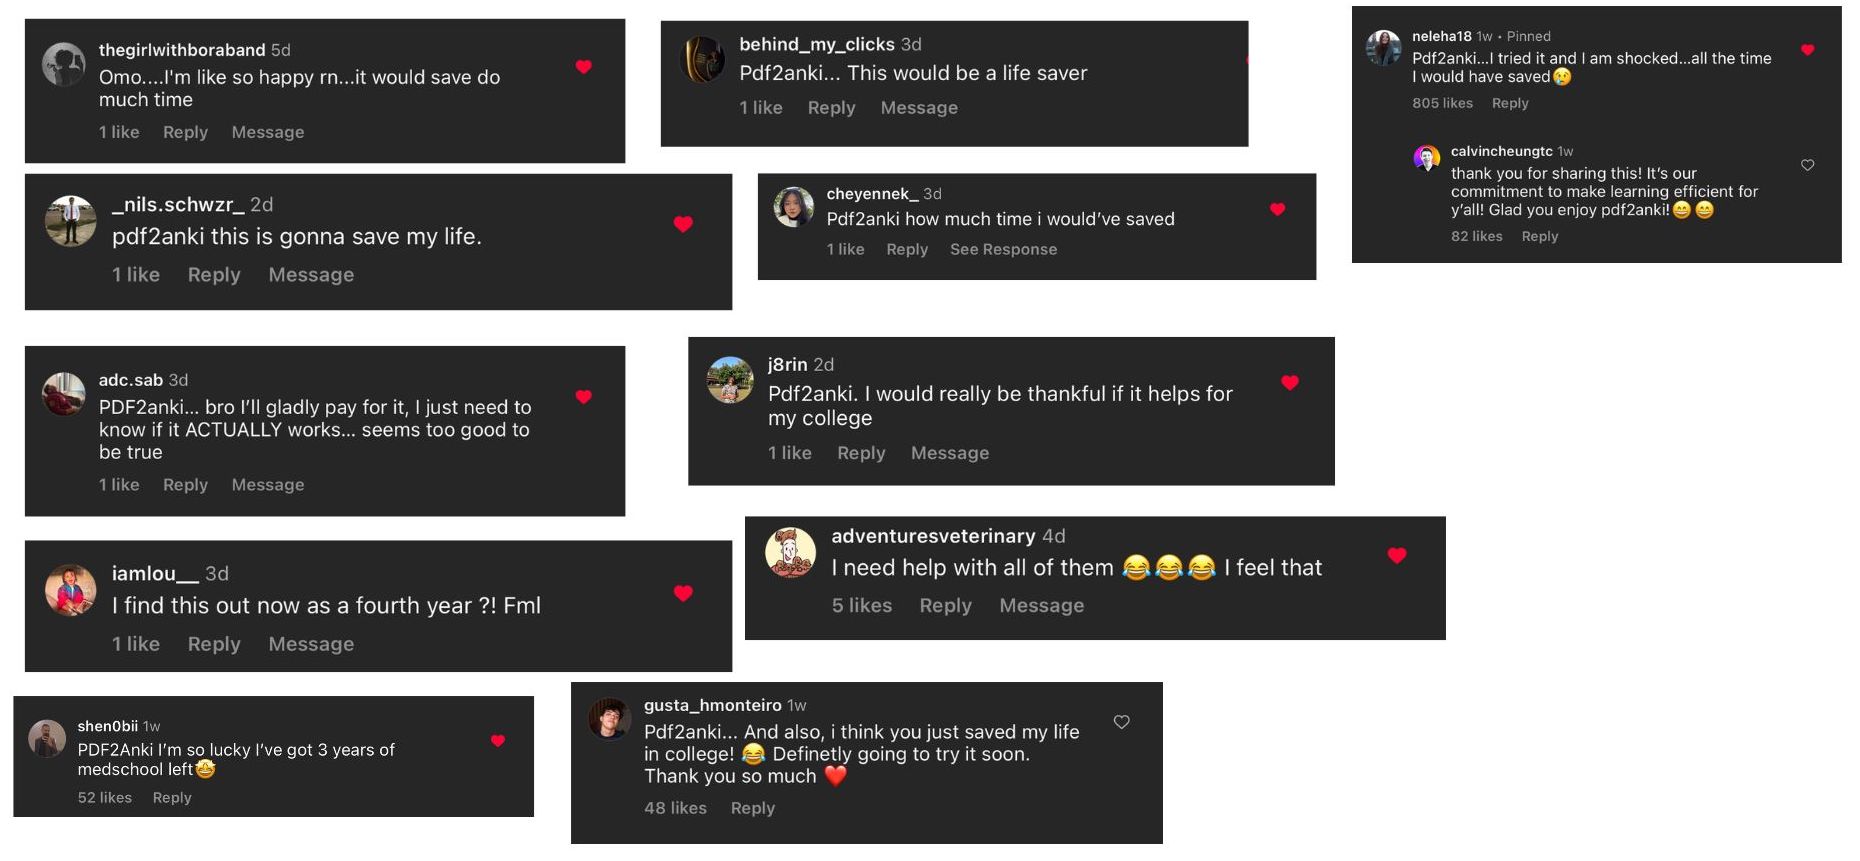 thegirlwithboraband 5d
Omo....I'm like so happy rn...it would save do
much time
1 like Reply Message
behind_my_clicks 3d
Pdf2anki... This would be a life saver
1 like Reply Message
neleha18 1w • Pinned
Pdf2anki...I tried it and I am shocked...all the time
I would have saved😢
805 likes Reply
calvincheungtc 1w
thank you for sharing this! It's our
commitment to make learning efficient for
y'all! Glad you enjoy pdf2anki!😄😄
82 likes Reply
_nils.schwzr_ 2d
pdf2anki this is gonna save my life.
1 like Reply Message
cheyennek_ 3d
Pdf2anki how much time i would've saved
1 like Reply See Response
adc.sab 3d
PDF2anki... bro I'll gladly pay for it, I just need to
know if it ACTUALLY works... seems too good to
be true
1 like Reply Message
j8rin 2d
Pdf2anki. I would really be thankful if it helps for
my college
1 like Reply Message
iamlou__ 3d
I find this out now as a fourth year ?! Fml
1 like Reply Message
adventuresveterinary 4d
I need help with all of them 😂😂😂 I feel that
5 likes Reply Message
shen0bii 1w
PDF2Anki I'm so lucky I've got 3 years of
medschool left🤩
52 likes Reply
gusta_hmonteiro 1w
Pdf2anki... And also, i think you just saved my life
in college! 😂 Definetly going to try it soon.
Thank you so much ❤️
48 likes Reply